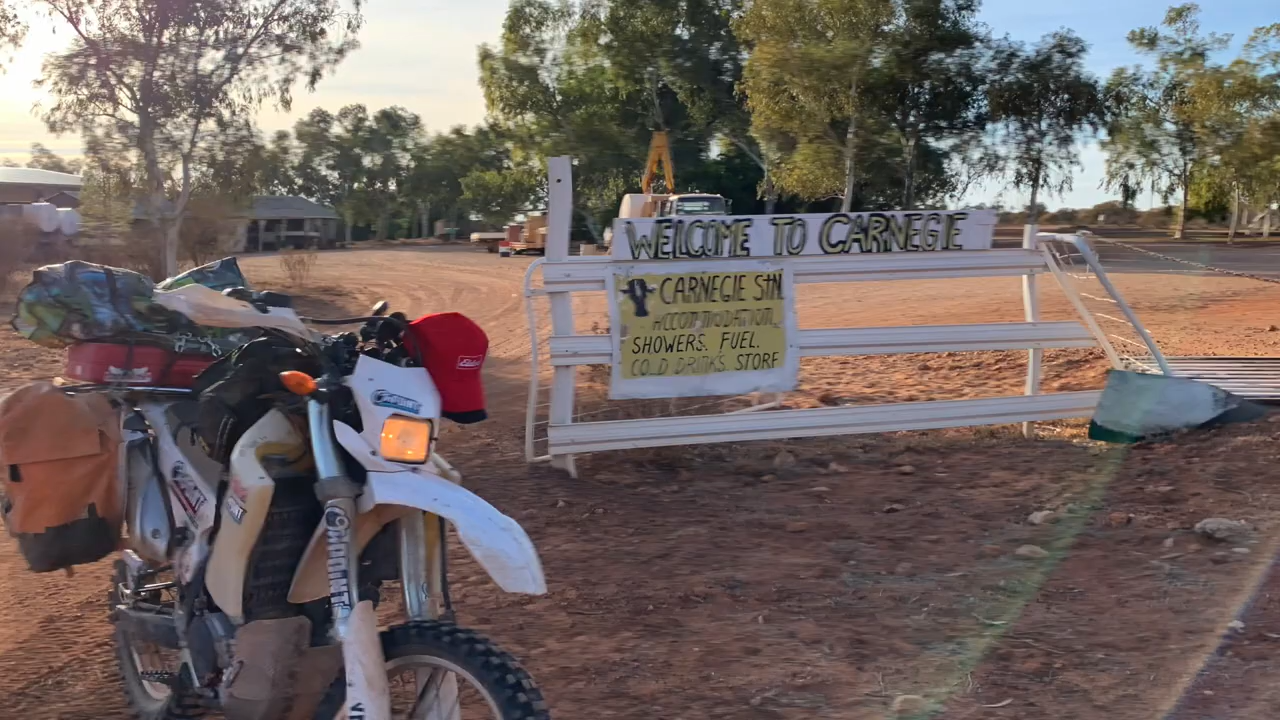 WELCOME TO CARNEGIE
CARNEGIE STN.
ACCOMMODATION.
SHOWERS. FUEL.
COLD DRINKS. STORE